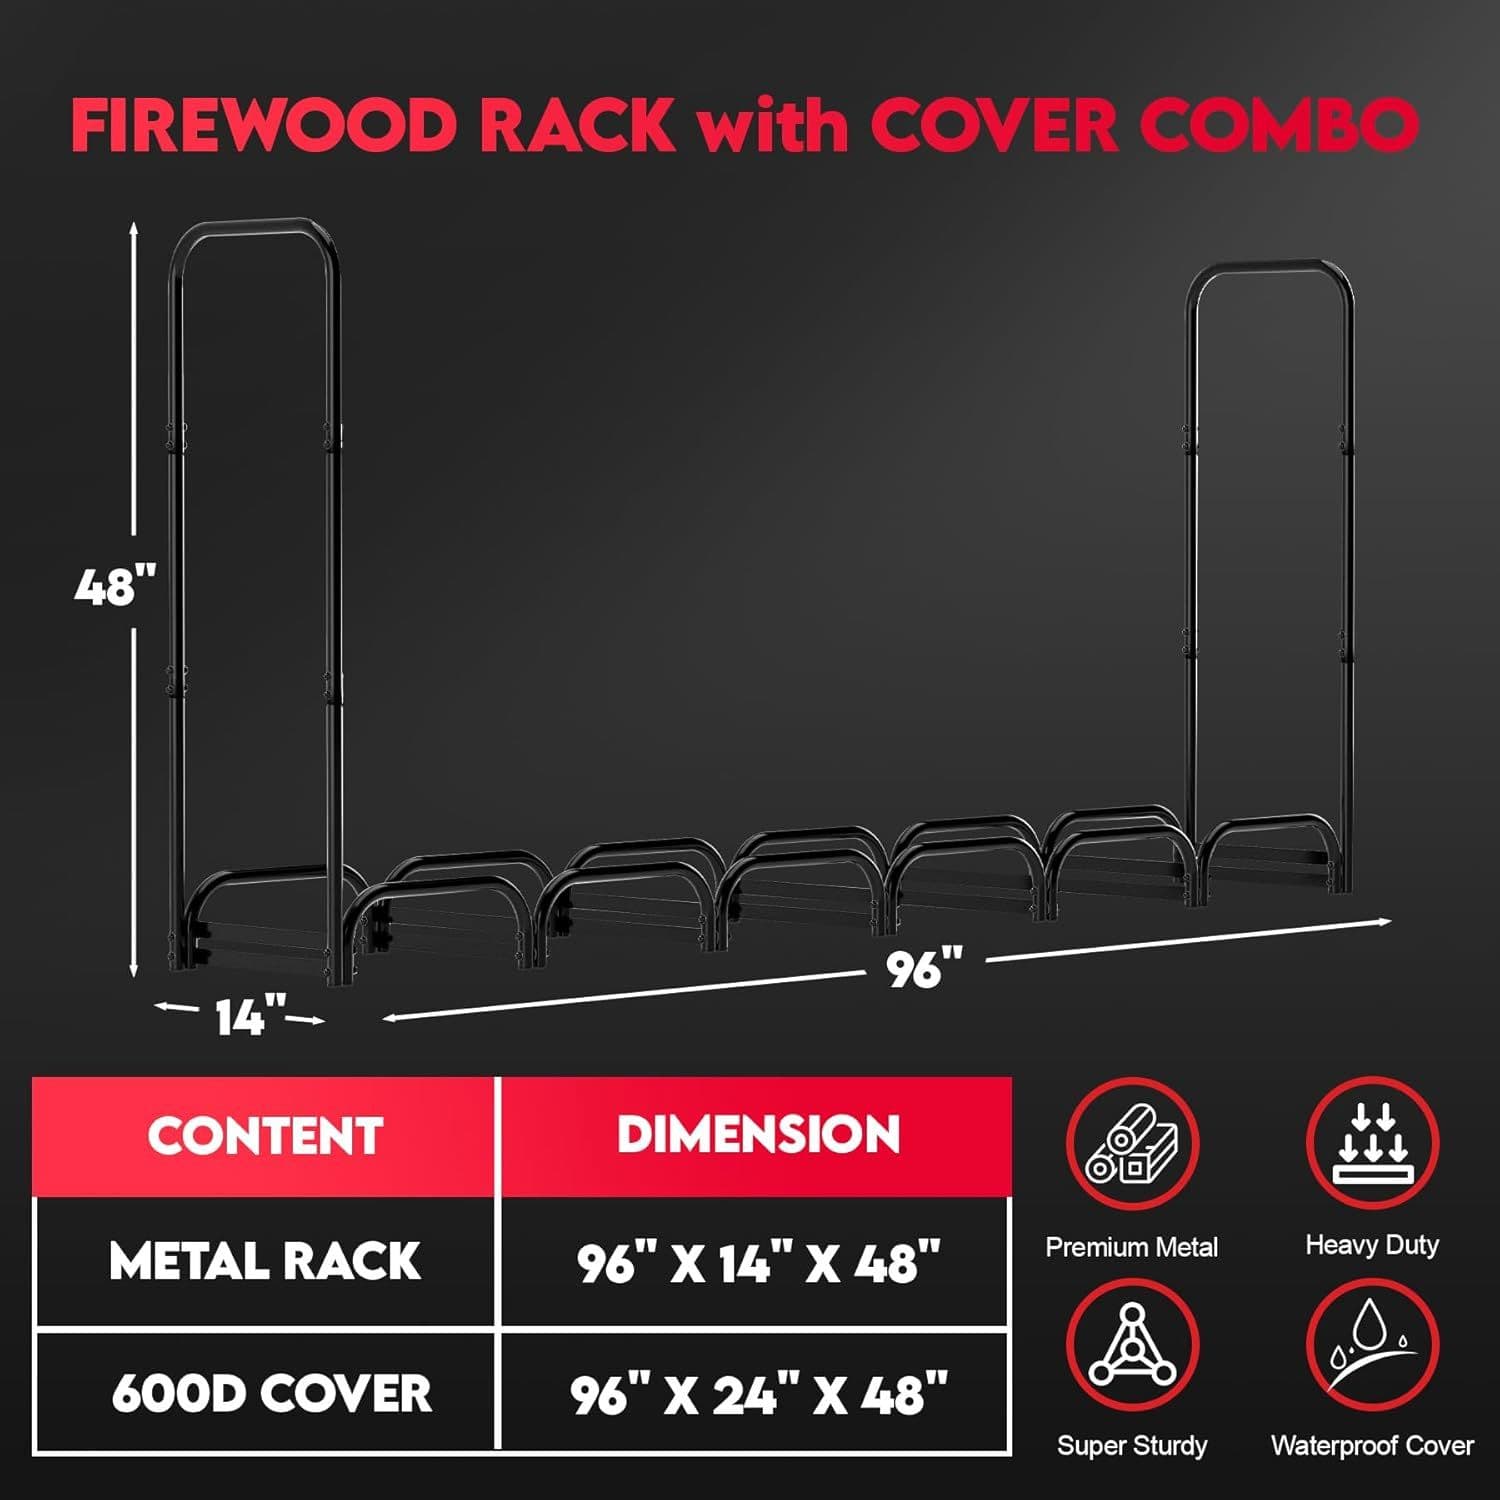 FIREWOOD RACK with COVER COMBO
48"
14"
96"
CONTENT DIMENSION
METAL RACK 96" X 14" X 48"
600D COVER 96" X 24" X 48"
Premium Metal
Heavy Duty
Super Sturdy
Waterproof Cover